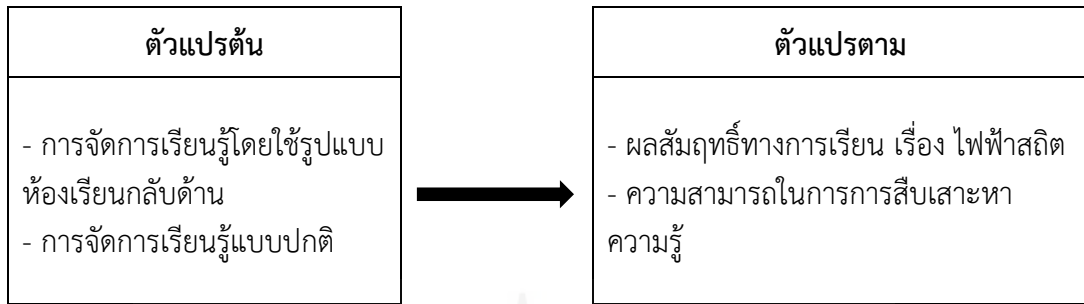 ตัวแปรต้น
- การจัดการเรียนรู้โดยใช้รูปแบบ
ห้องเรียนกลับด้าน
- การจัดการเรียนรู้แบบปกติ
ตัวแปรตาม
- ผลสัมฤทธิ์ทางการเรียน เรื่อง ไฟฟ้าสถิต
- ความสามารถในการการสืบเสาะหา
ความรู้